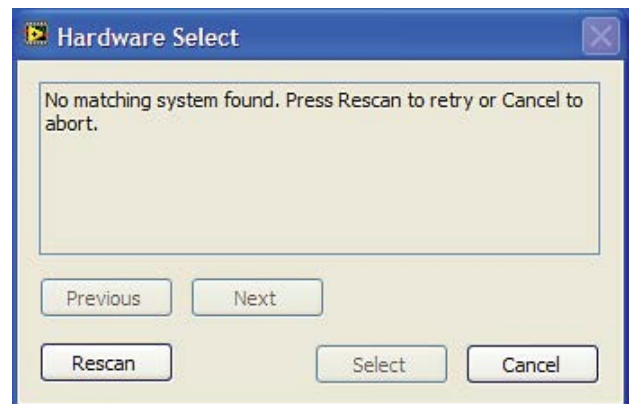 Hardware Select
No matching system found. Press Rescan to retry or Cancel to
abort.
Previous Next
Rescan Select Cancel